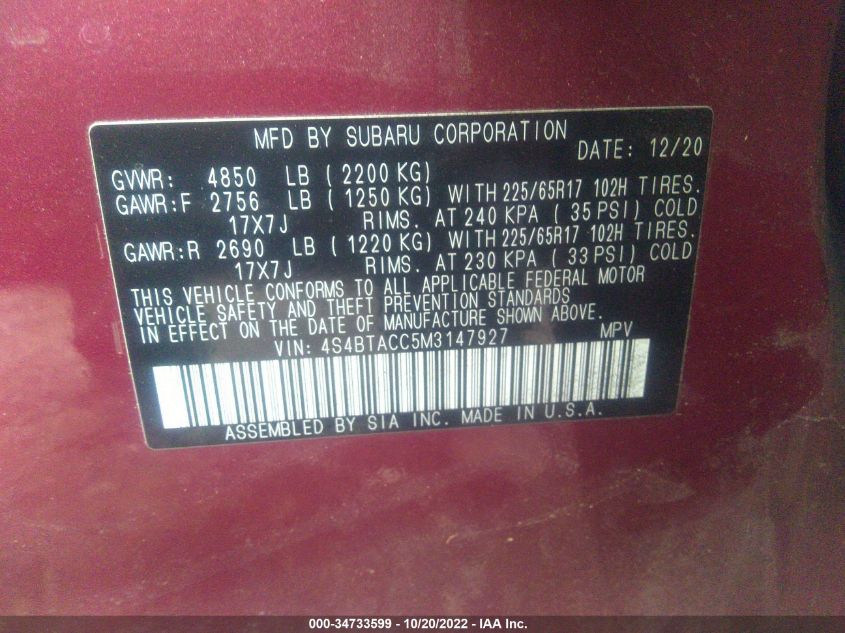 MFD BY SUBARU CORPORATION
DATE: 12/20
GVWR: 4850 LB ( 2200 KG)
GAWR:F 2756 LB ( 1250 KG) WITH 225/65R17 102H TIRES.
17X7J RIMS. AT 240 KPA ( 35 PSI) COLD
GAWR:R 2690 LB ( 1220 KG) WITH 225/65R17 102H TIRES.
17X7J RIMS. AT 230 KPA ( 33 PSI) COLD
THIS VEHICLE CONFORMS TO ALL APPLICABLE FEDERAL MOTOR
VEHICLE SAFETY AND THEFT PREVENTION STANDARDS
IN EFFECT ON THE DATE OF MANUFACTURE SHOWN ABOVE.
VIN: 4S4BTACC5M3147927 MPV
ASSEMBLED BY SIA INC. MADE IN U.S.A.
000-34733599 - 10/20/2022 - IAA Inc.